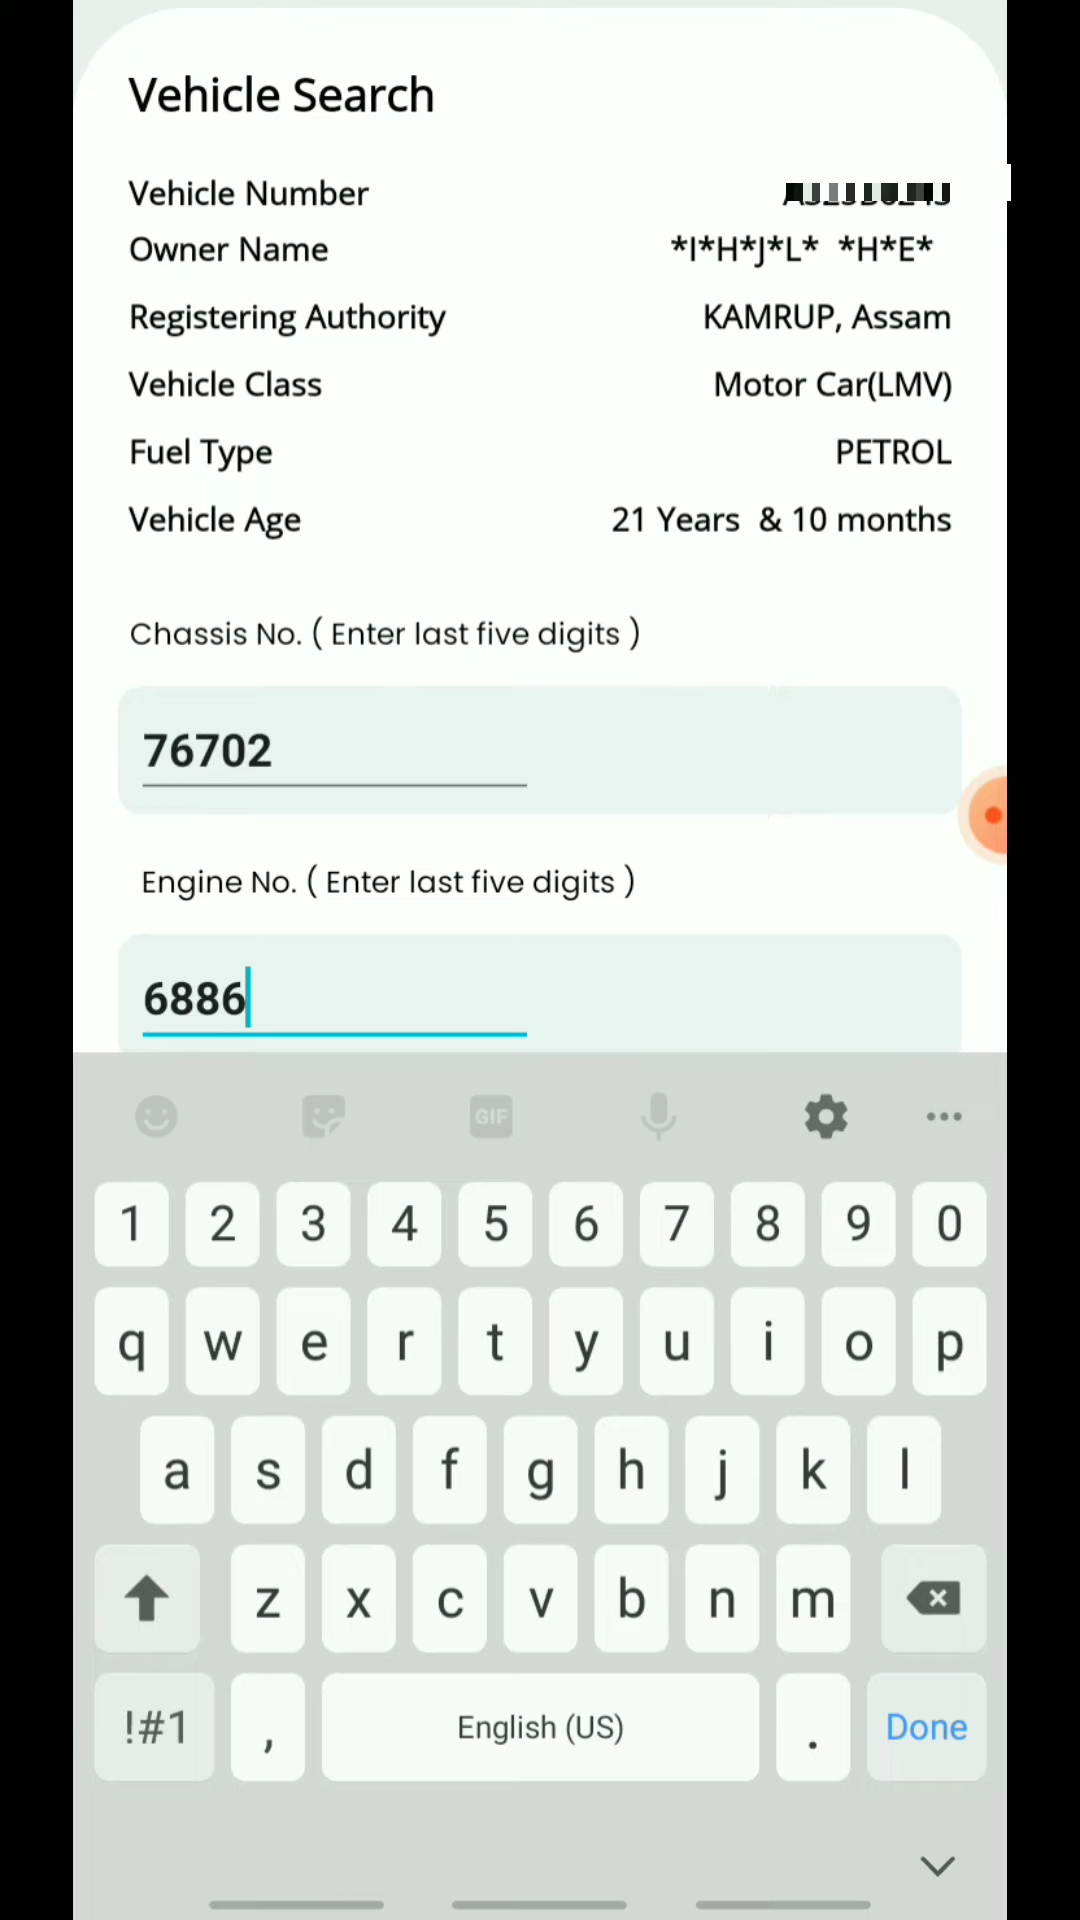 Vehicle Search
Vehicle Number
Owner Name *I*H*J*L* *H*E*
Registering Authority KAMRUP, Assam
Vehicle Class Motor Car(LMV)
Fuel Type PETROL
Vehicle Age 21 Years & 10 months
Chassis No. ( Enter last five digits )
76702
Engine No. ( Enter last five digits )
6886
GIF
1 2 3 4 5 6 7 8 9 0
q w e r t y u i o p
a s d f g h j k l
z x c v b n m
!#1 , English (US) . Done